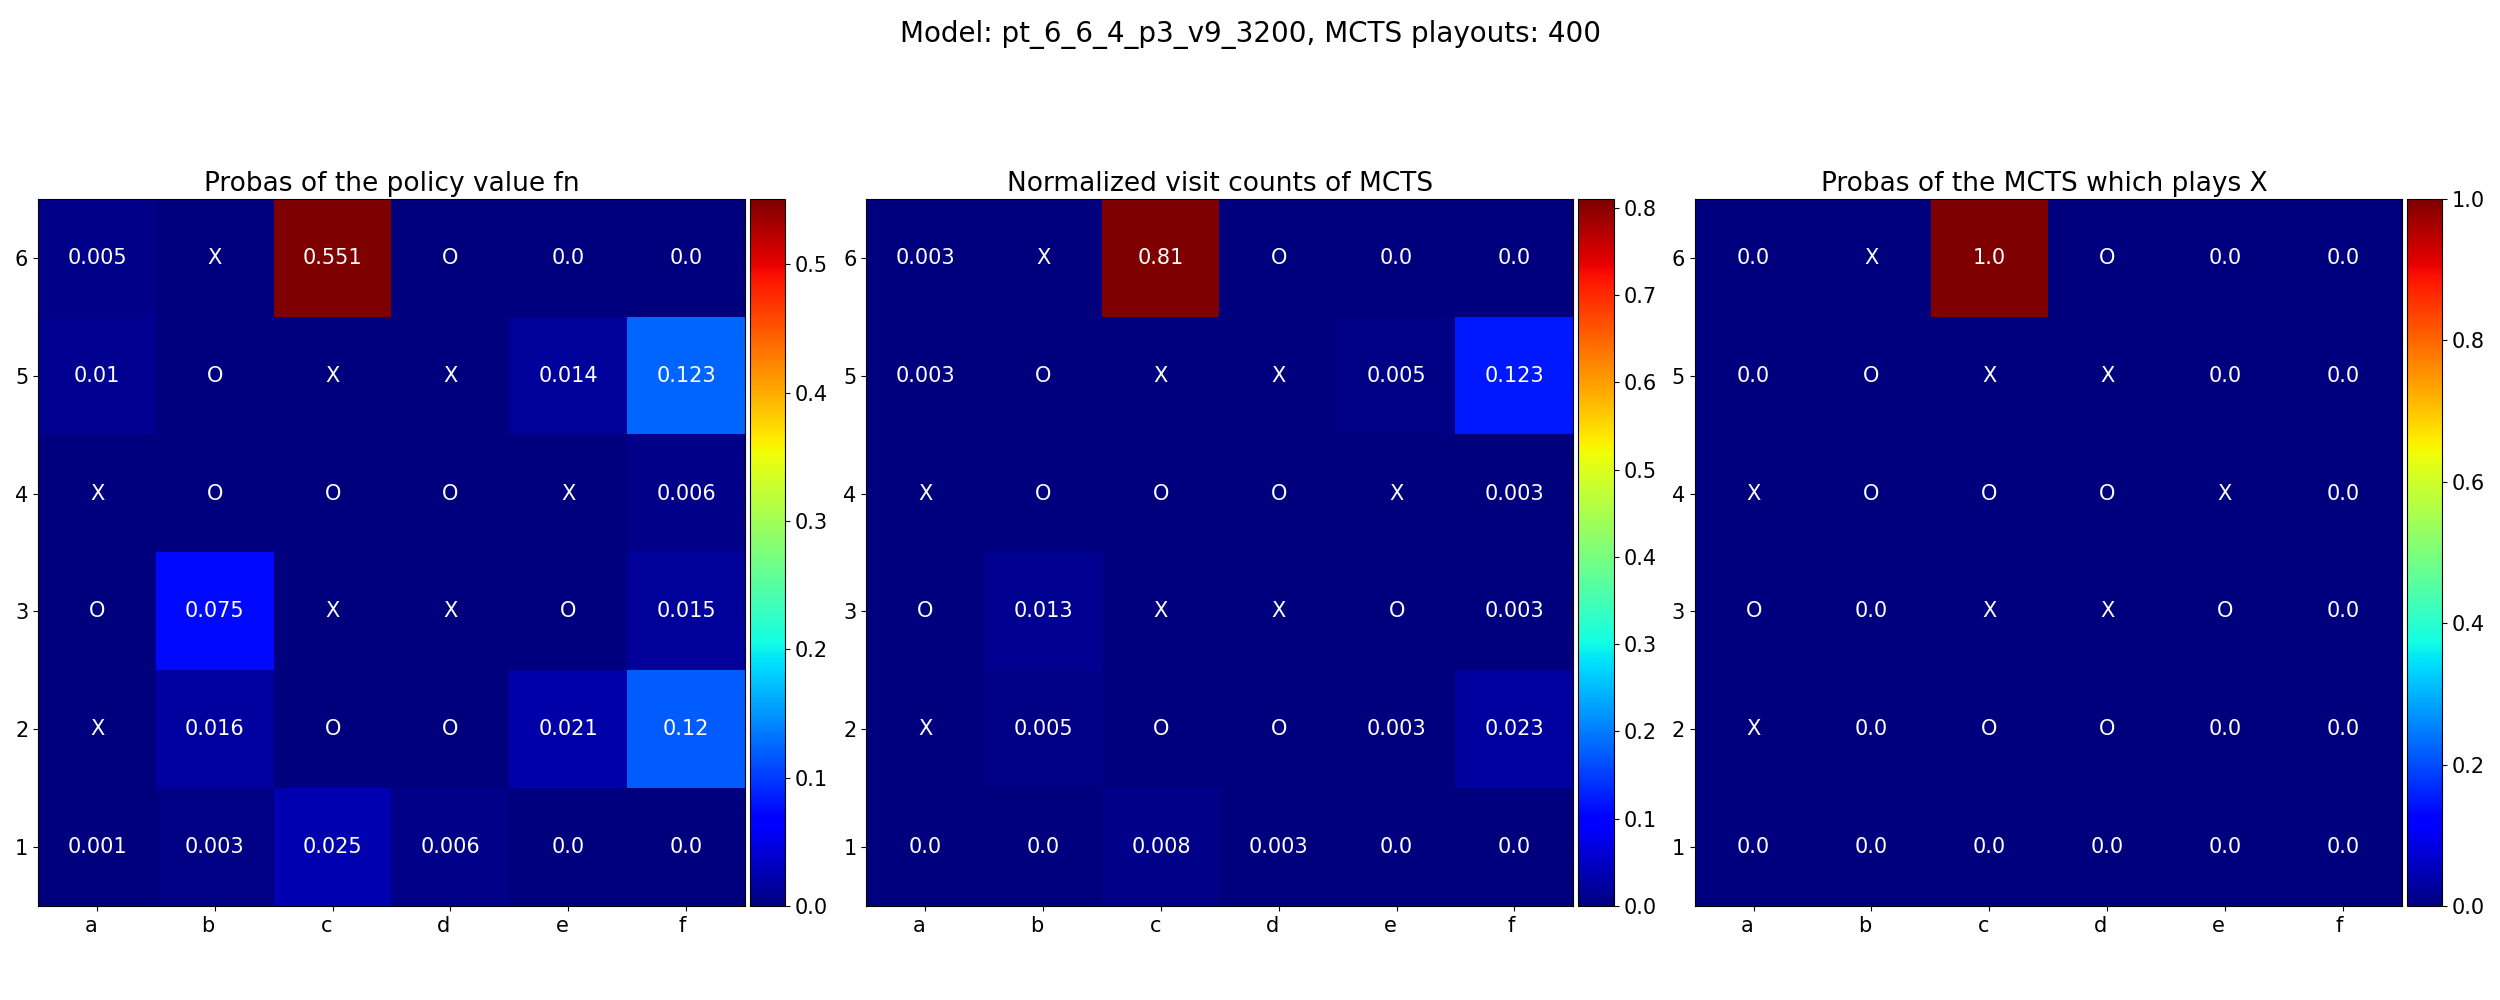 Model: pt_6_6_4_p3_v9_3200, MCTS playouts: 400
Probas of the policy value fn
6 0.005 X 0.551 O 0.0 0.0
5 0.01 O X X 0.014 0.123
4 X O O O X 0.006
3 O 0.075 X X O 0.015
2 X 0.016 O O 0.021 0.12
1 0.001 0.003 0.025 0.006 0.0 0.0
a b c d e f
0.5
0.4
0.3
0.2
0.1
0.0
Normalized visit counts of MCTS
6 0.003 X 0.81 O 0.0 0.0
5 0.003 O X X 0.005 0.123
4 X O O O X 0.003
3 O 0.013 X X O 0.003
2 X 0.005 O O 0.003 0.023
1 0.0 0.0 0.008 0.003 0.0 0.0
a b c d e f
0.8
0.7
0.6
0.5
0.4
0.3
0.2
0.1
0.0
Probas of the MCTS which plays X
6 0.0 X 1.0 O 0.0 0.0
5 0.0 O X X 0.0 0.0
4 X O O O X 0.0
3 O 0.0 X X O 0.0
2 X 0.0 O O 0.0 0.0
1 0.0 0.0 0.0 0.0 0.0 0.0
a b c d e f
1.0
0.8
0.6
0.4
0.2
0.0